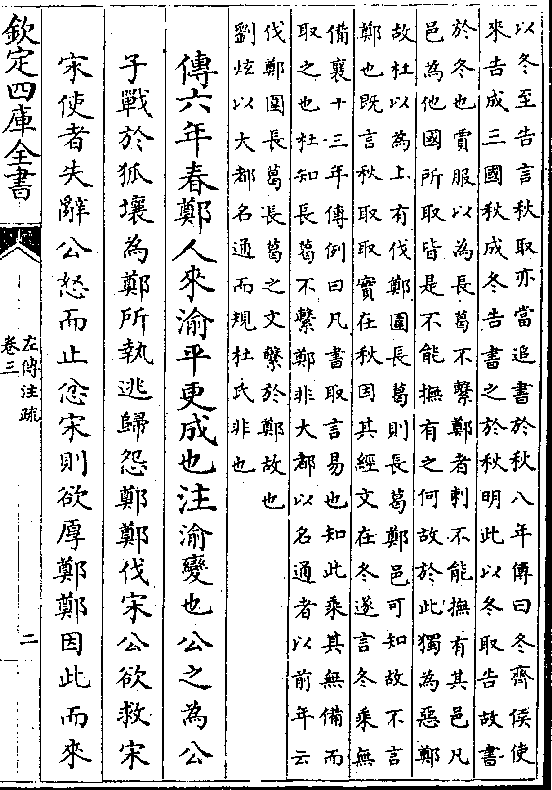 以冬至告言秋取亦當追書於秋八年傳曰冬齊侯使
來告成三國秋成冬告書之於秋明此以冬取告故書
於冬也賈服以為長葛不繫鄭者刺不能撫有其邑凡
邑為他國所取皆是不能撫有之何故於此獨為惡鄭
故杜以為上有伐鄭圍長葛則長葛鄭邑可知故不言
鄭也既言秋取取實在秋因其經文在冬遂言冬乘無
備襄十三年傳例曰凡書取言易也知此乘其無備而
取之也杜知長葛不繫鄭非大都以名通者以前年云
伐鄭圍長葛長葛之文繫於鄭故也
劉炫以大都名通而規杜氏非也
傳六年春鄭人來渝平更成也注渝變也公之為公
子戰於狐壤為鄭所執逃歸怨鄭鄭伐宋公欲救宋
宋使者失辭公怒而止忿宋則欲厚鄭鄭因此而來
欽定四庫全書
左傳注疏
卷三
二